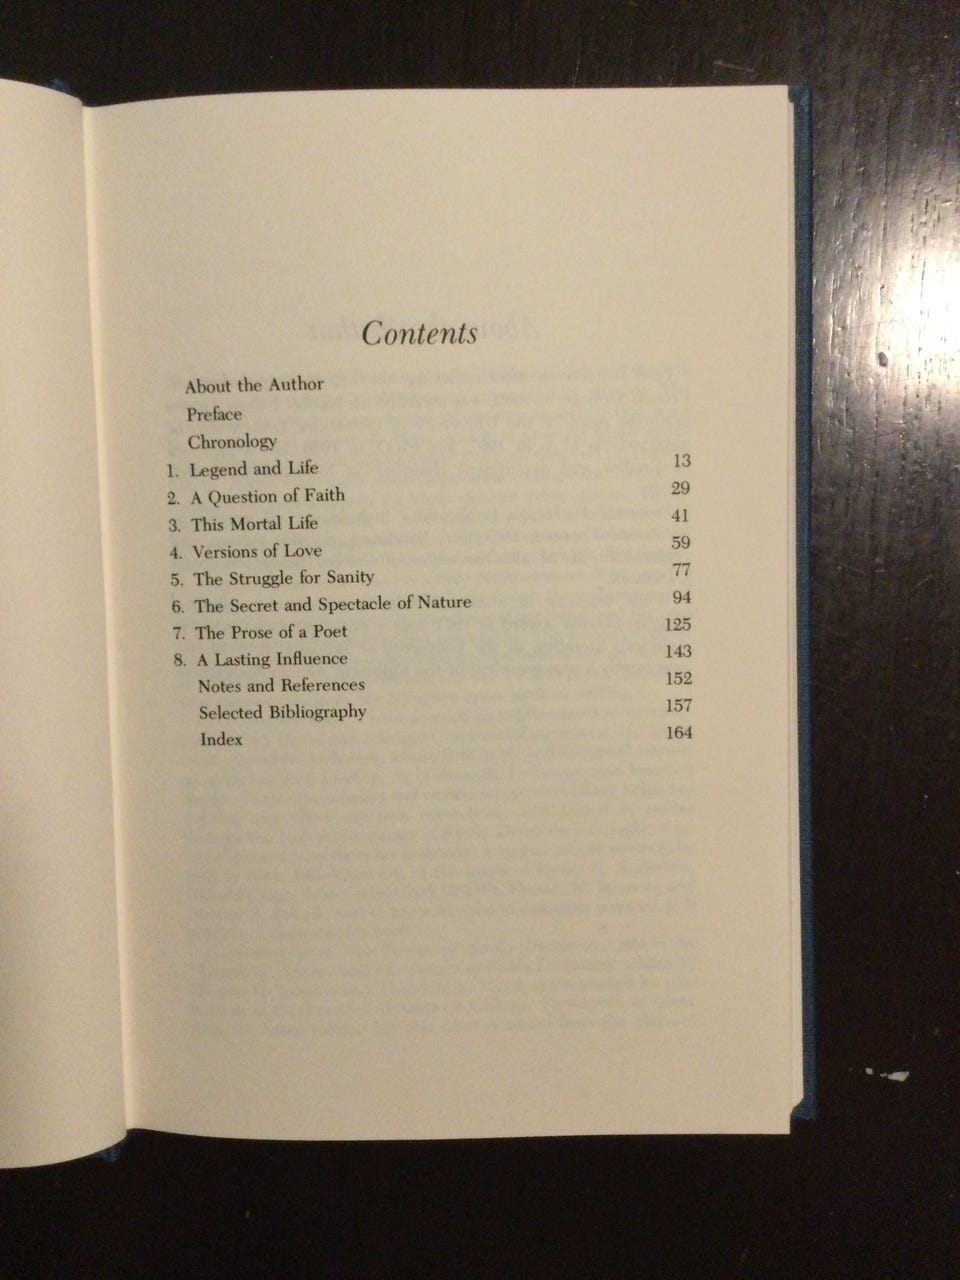 Contents
About the Author
Preface
Chronology
1. Legend and Life 13
2. A Question of Faith 29
3. This Mortal Life 41
4. Versions of Love 59
5. The Struggle for Sanity 77
6. The Secret and Spectacle of Nature 94
7. The Prose of a Poet 125
8. A Lasting Influence 143
Notes and References 152
Selected Bibliography 157
Index 164